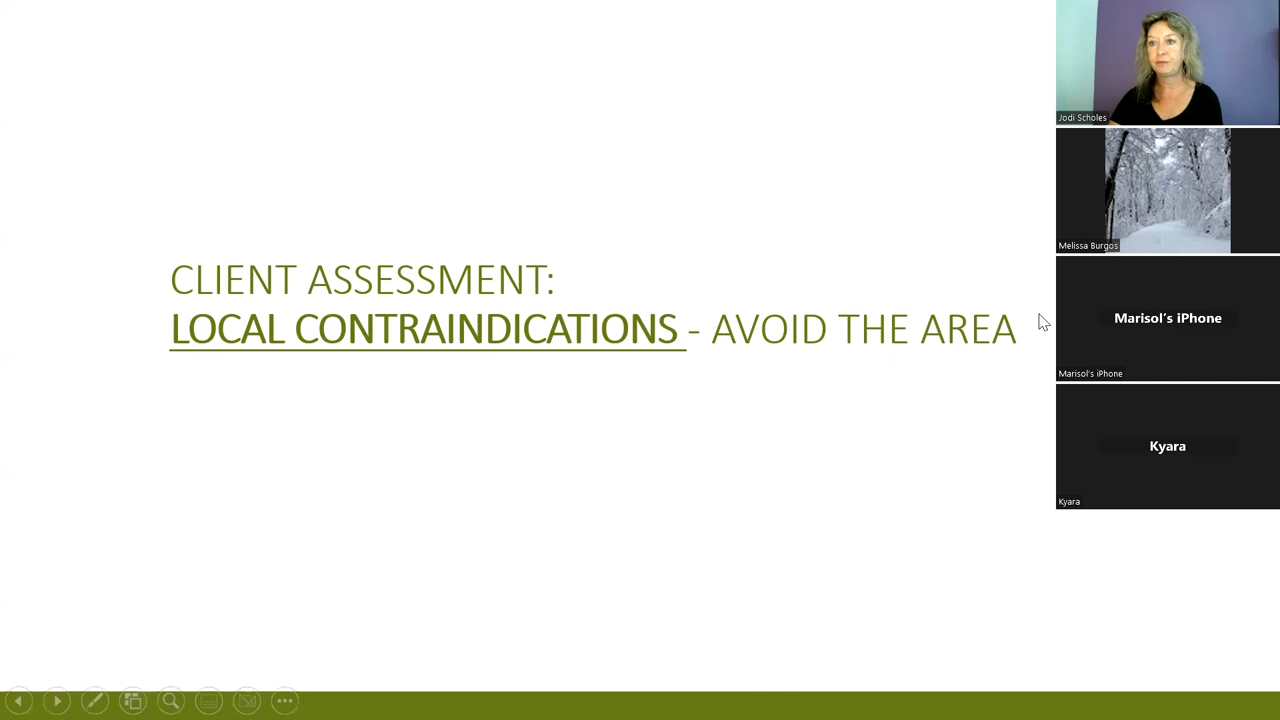 CLIENT ASSESSMENT:
LOCAL CONTRAINDICATIONS - AVOID THE AREA
Jodi Scholes
Melissa Burgos
Marisol's iPhone
Marisol's iPhone
Kyara
Kyara